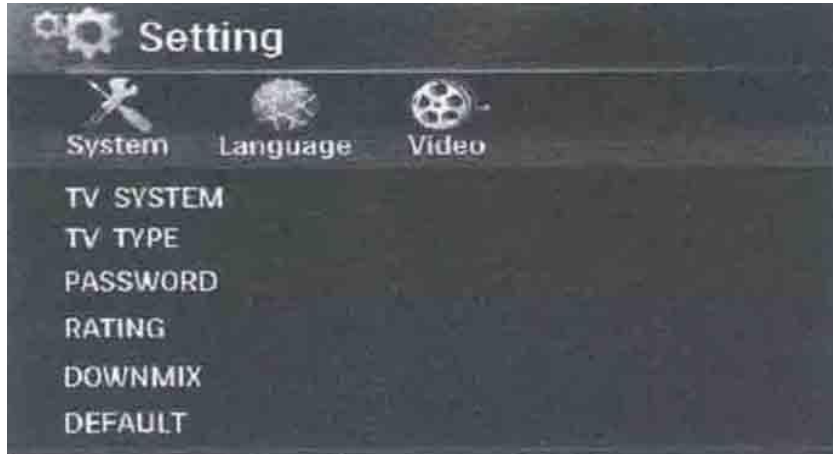 Setting
System Language Video
TV SYSTEM
TV TYPE
PASSWORD
RATING
DOWNMIX
DEFAULT